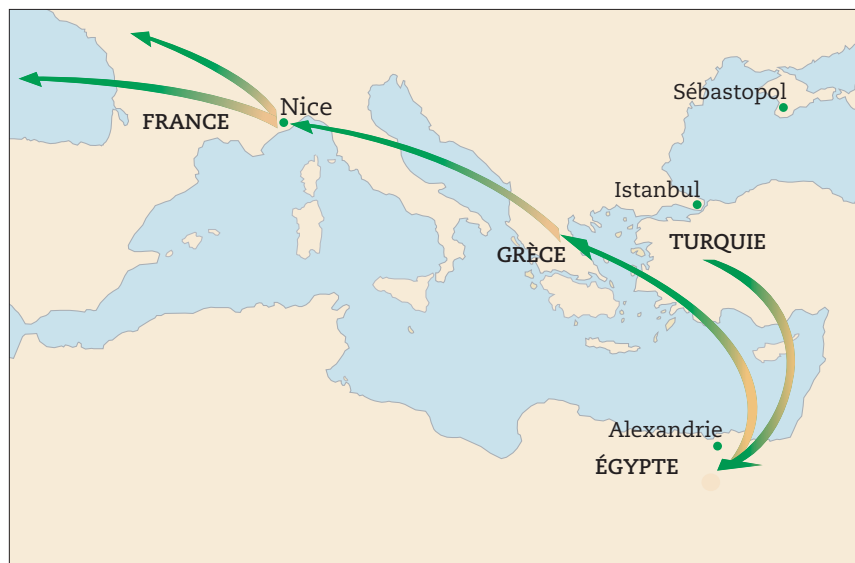 Sébastopol
Nice
FRANCE
Istanbul
TURQUIE
GRÈCE
Alexandrie
ÉGYPTE